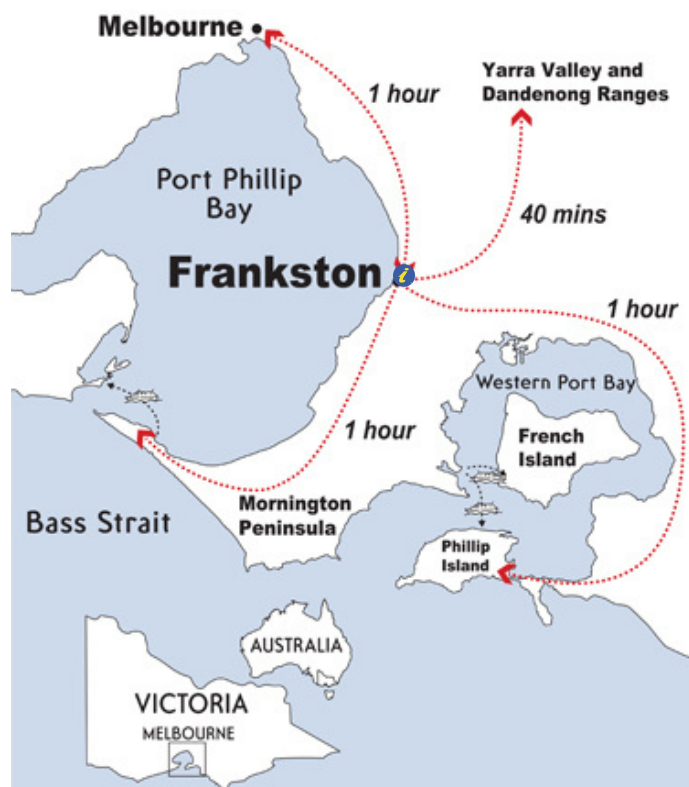 Melbourne
1 hour
Yarra Valley and
Dandenong Ranges
Port Phillip
Bay
40 mins
Frankston
i
1 hour
Western Port Bay
1 hour
French
Island
Mornington
Peninsula
Bass Strait
Phillip
Island
AUSTRALIA
VICTORIA
MELBOURNE